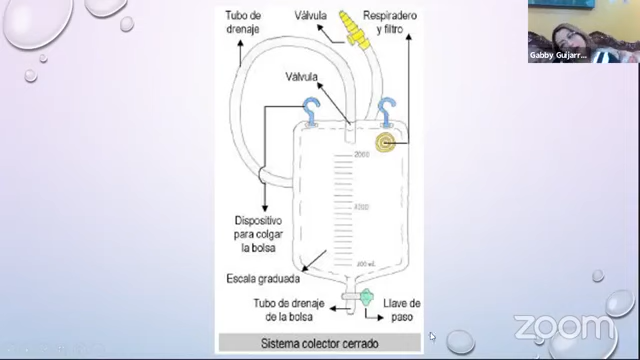 Tubo de
drenaje
Válvula
Respiradero
y filtro
Gabby Guijarr...
Válvula
2000
1000
Dispositivo
para colgar
la bolsa
Escala graduada
Tubo de drenaje
de la bolsa
Llave de
paso
Sistema colector cerrado
zoom